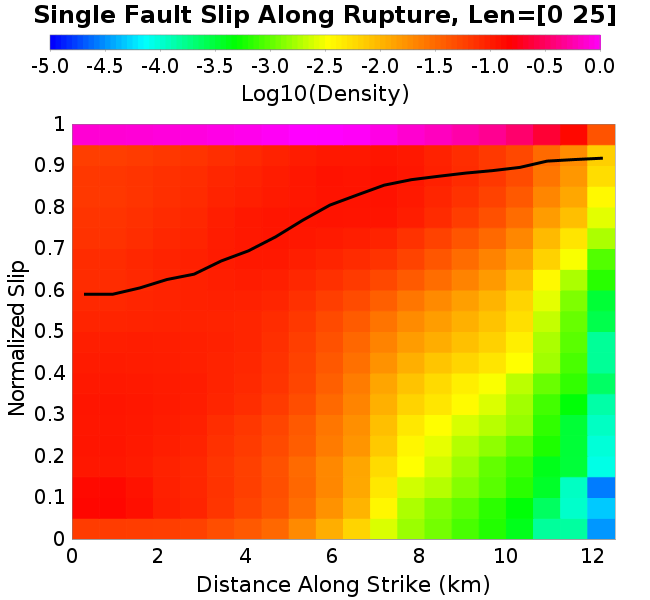 Single Fault Slip Along Rupture, Len=[0 25]
-5.0 -4.5 -4.0 -3.5 -3.0 -2.5 -2.0 -1.5 -1.0 -0.5 0.0
Log10(Density)
1
0.9
0.8
0.7
0.6
0.5
0.4
0.3
0.2
0.1
0
Normalized Slip
0 2 4 6 8 10 12
Distance Along Strike (km)